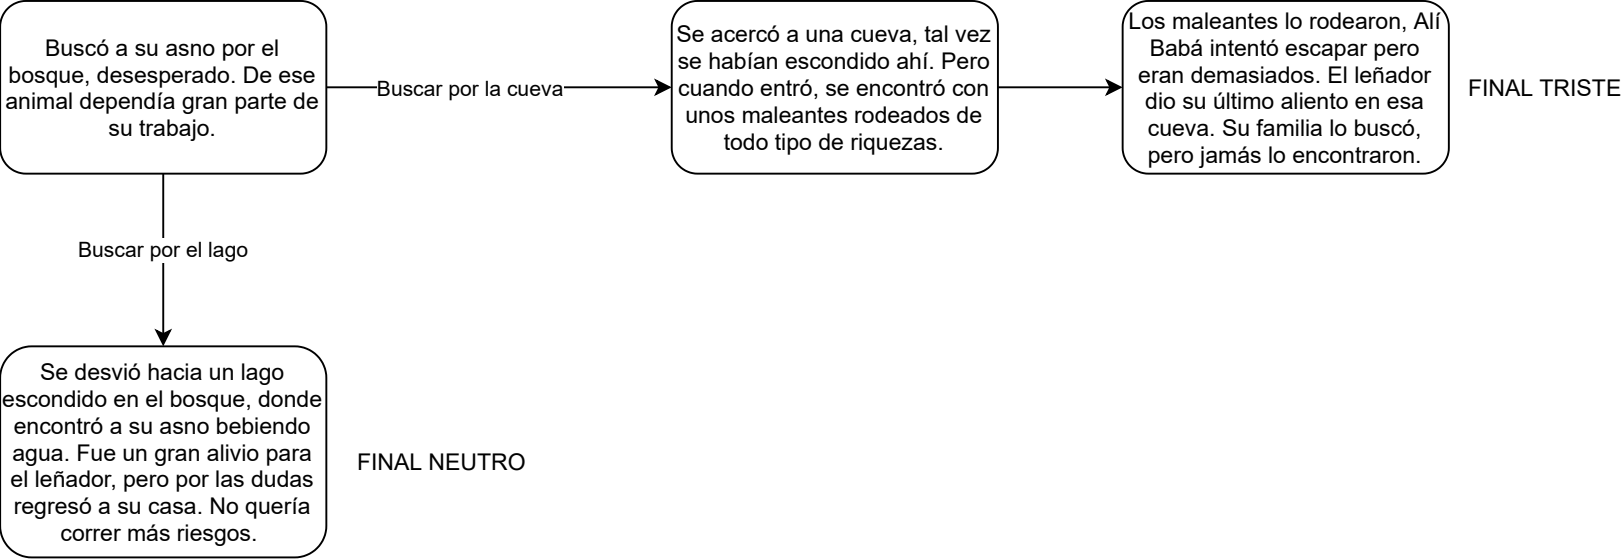 Buscó a su asno por el
bosque, desesperado. De ese
animal dependía gran parte de
su trabajo.
Buscar por la cueva
Se acercó a una cueva, tal vez
se habían escondido ahí. Pero
cuando entró, se encontró con
unos maleantes rodeados de
todo tipo de riquezas.
Los maleantes lo rodearon, Alí
Babá intentó escapar pero
eran demasiados. El leñador
dio su último aliento en esa
cueva. Su familia lo buscó,
pero jamás lo encontraron.
FINAL TRISTE
Buscar por el lago
Se desvió hacia un lago
escondido en el bosque, donde
encontró a su asno bebiendo
agua. Fue un gran alivio para
el leñador, pero por las dudas
regresó a su casa. No quería
correr más riesgos.
FINAL NEUTRO